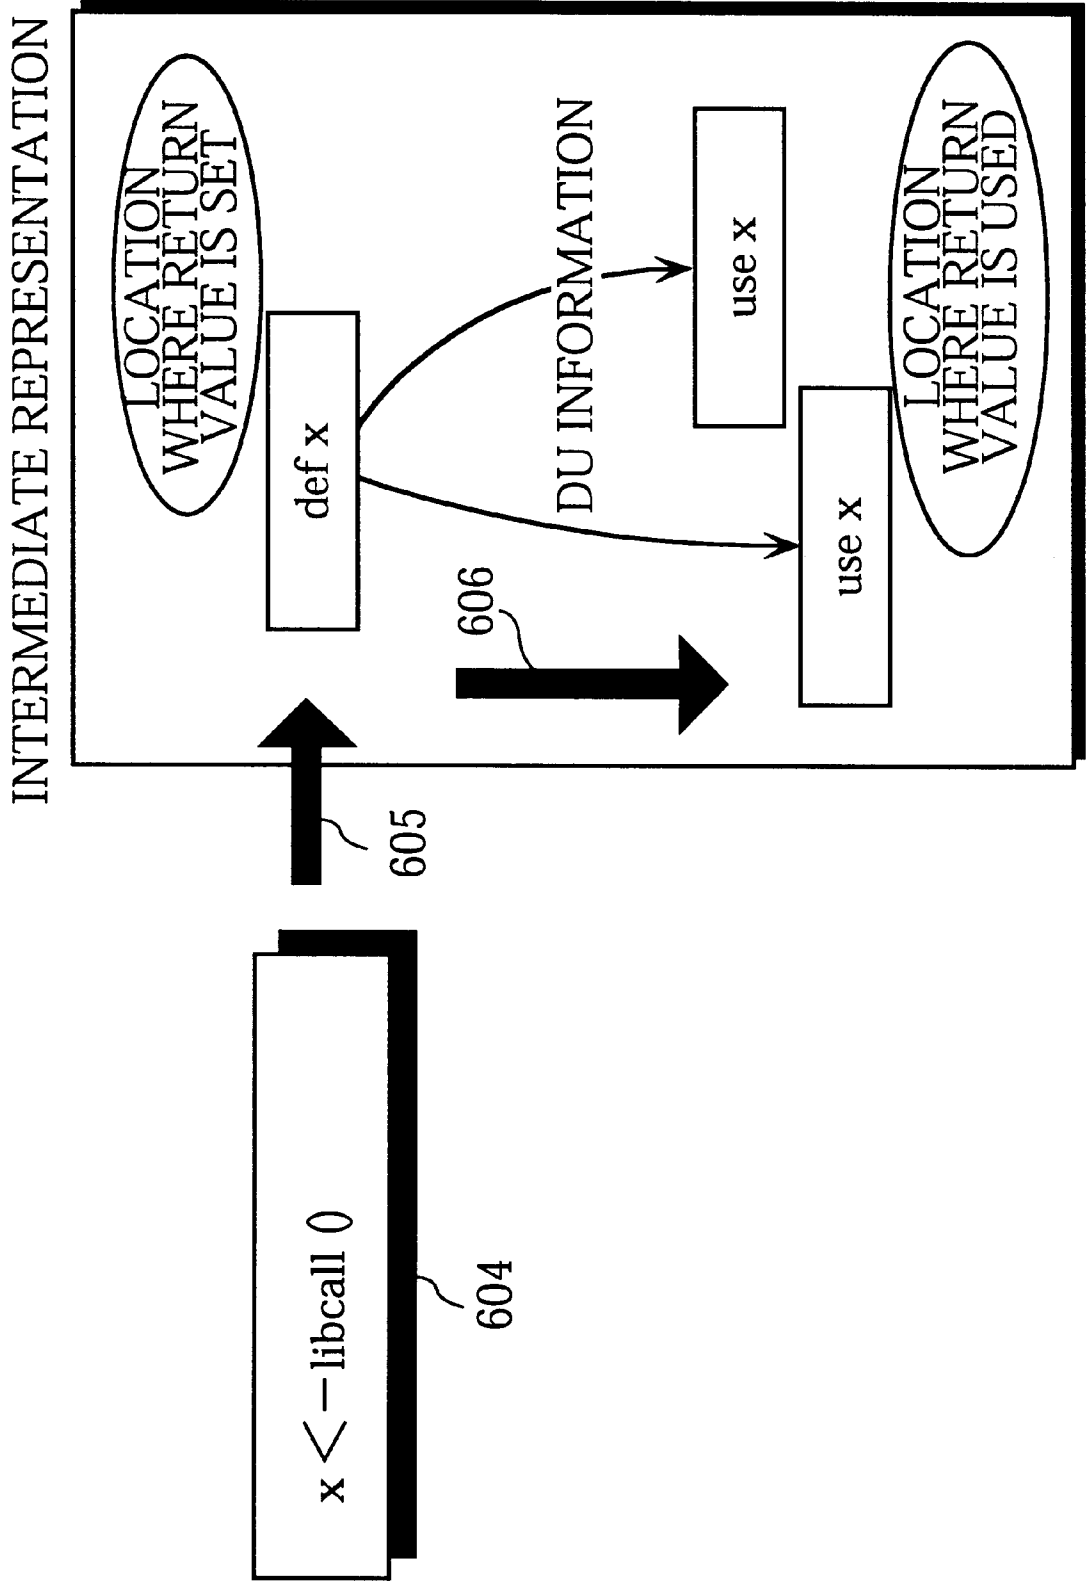 INTERMEDIATE REPRESENTATION
LOCATION
WHERE RETURN
VALUE IS SET
def x
x <－libcall ()
604
605
606
DU INFORMATION
use x
use x
LOCATION
WHERE RETURN
VALUE IS USED